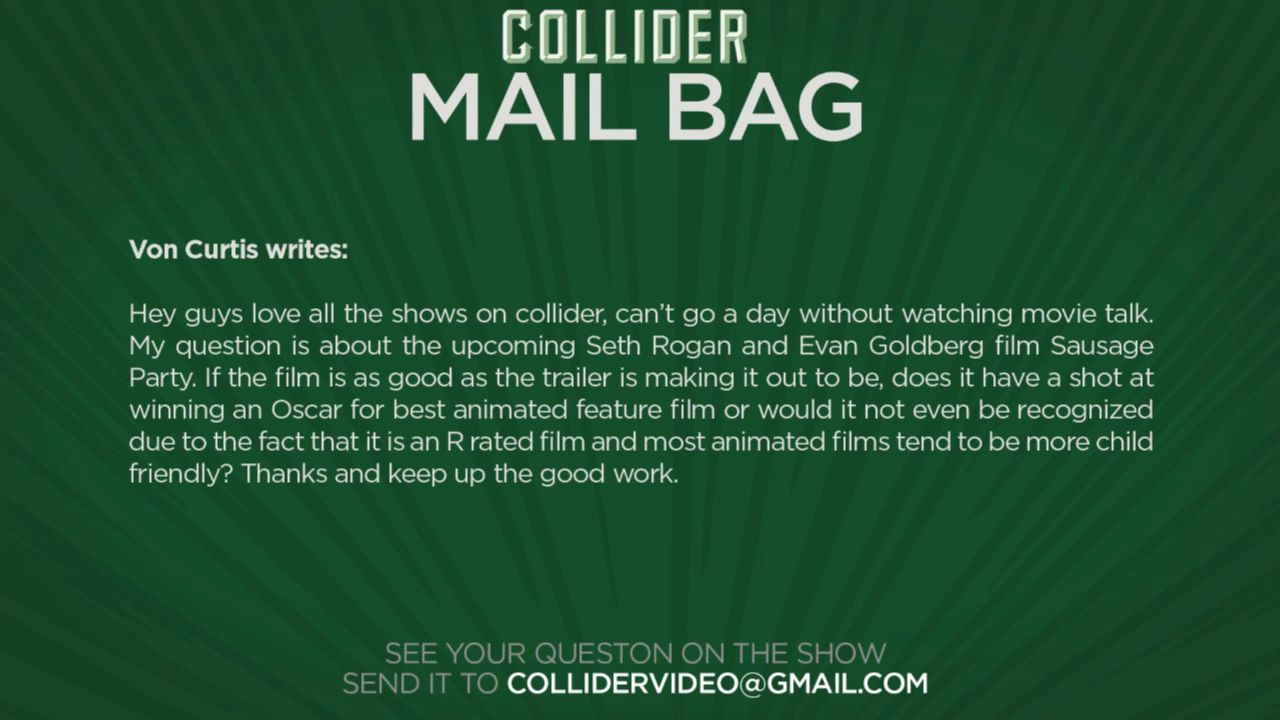 COLLIDER
MAIL BAG
Von Curtis writes:
Hey guys love all the shows on collider, can't go a day without watching movie talk.
My question is about the upcoming Seth Rogan and Evan Goldberg film Sausage
Party. If the film is as good as the trailer is making it out to be, does it have a shot at
winning an Oscar for best animated feature film or would it not even be recognized
due to the fact that it is an R rated film and most animated films tend to be more child
friendly? Thanks and keep up the good work.
SEE YOUR QUESTON ON THE SHOW
SEND IT TO COLLIDERVIDEO@GMAIL.COM